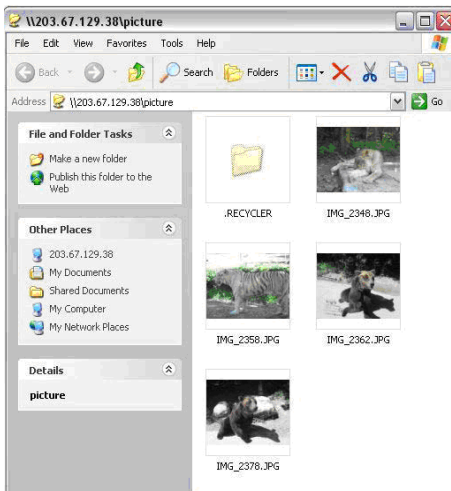 \\203.67.129.38\picture
File Edit View Favorites Tools Help
Back Search Folders
Address \\203.67.129.38\picture Go
File and Folder Tasks
Make a new folder
Publish this folder to the
Web
Other Places
203.67.129.38
My Documents
Shared Documents
My Computer
My Network Places
Details
picture
.RECYCLER
IMG_2348.JPG
IMG_2358.JPG
IMG_2362.JPG
IMG_2378.JPG